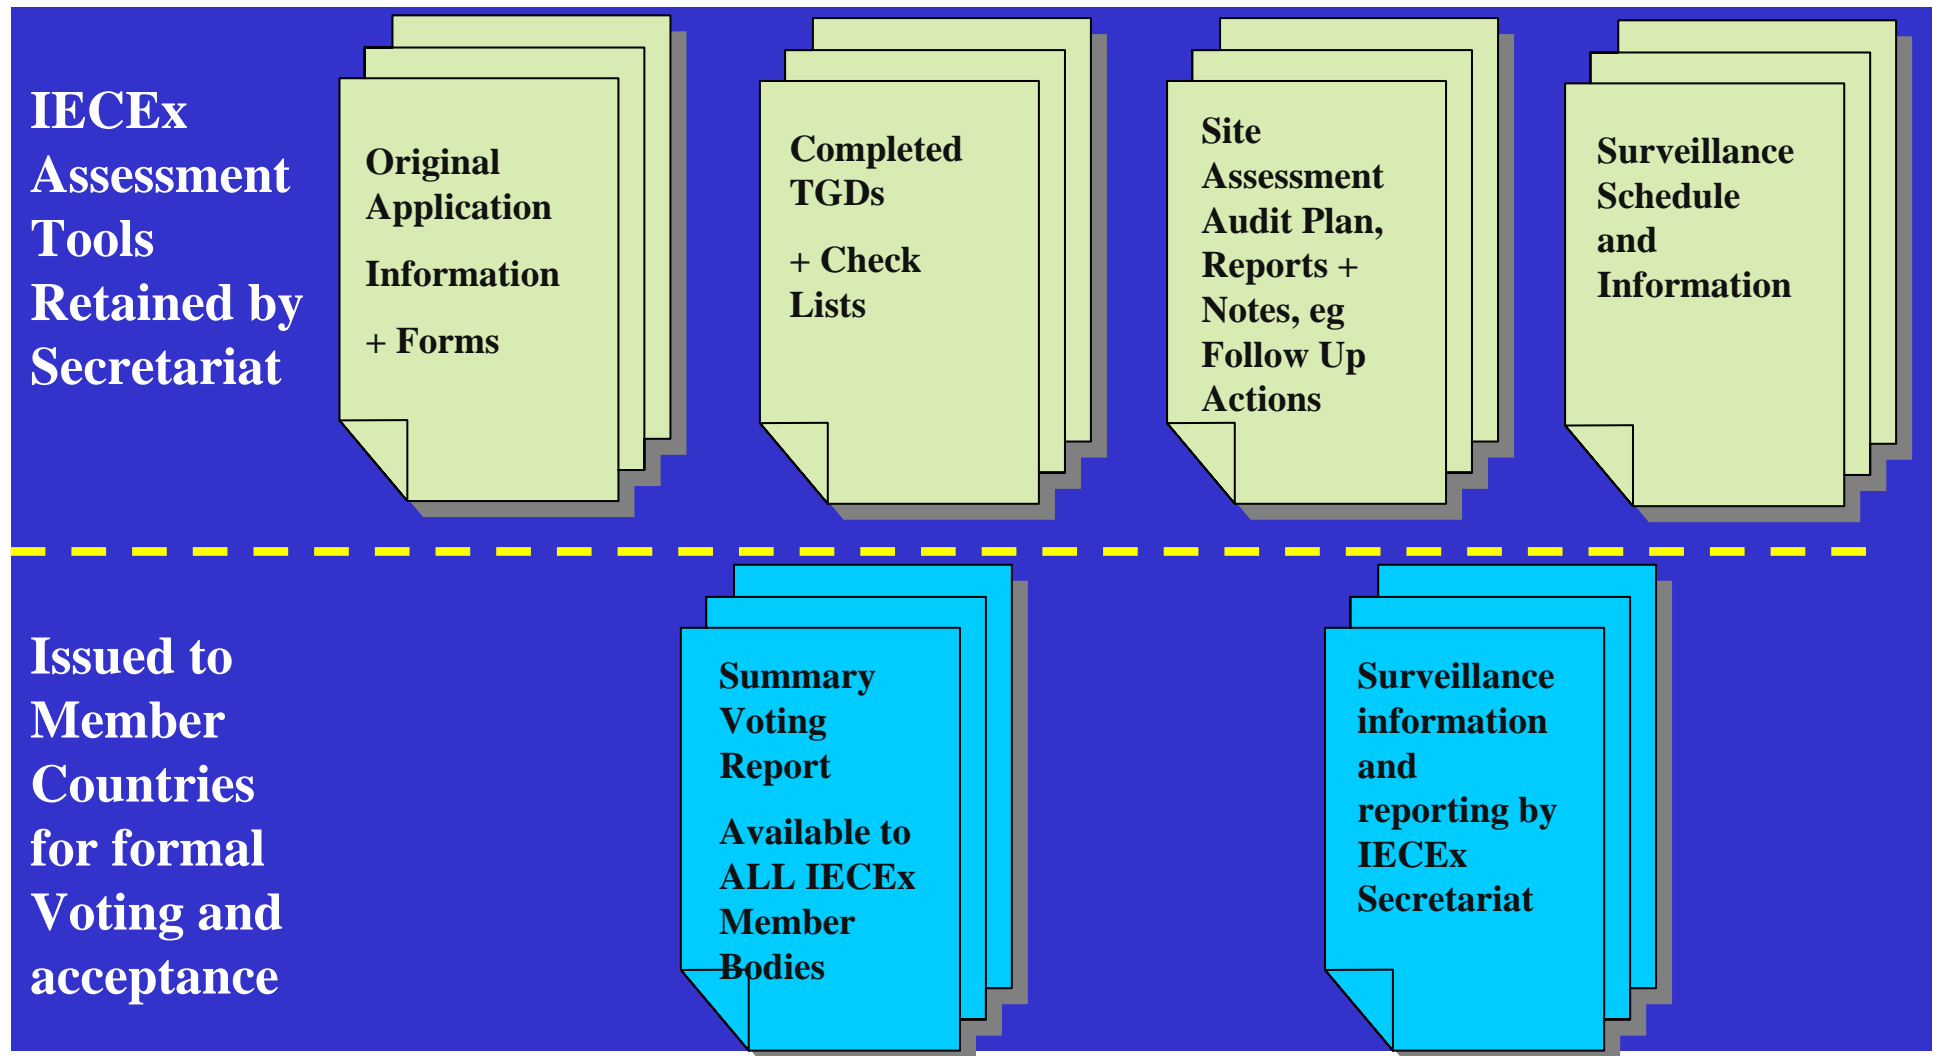 IECEx
Assessment
Tools
Retained by
Secretariat
Original
Application
Information
+ Forms
Completed
TGDs
+ Check
Lists
Site
Assessment
Audit Plan,
Reports +
Notes, eg
Follow Up
Actions
Surveillance
Schedule
and
Information
Issued to
Member
Countries
for formal
Voting and
acceptance
Summary
Voting
Report
Available to
ALL IECEx
Member
Bodies
Surveillance
information
and
reporting by
IECEx
Secretariat